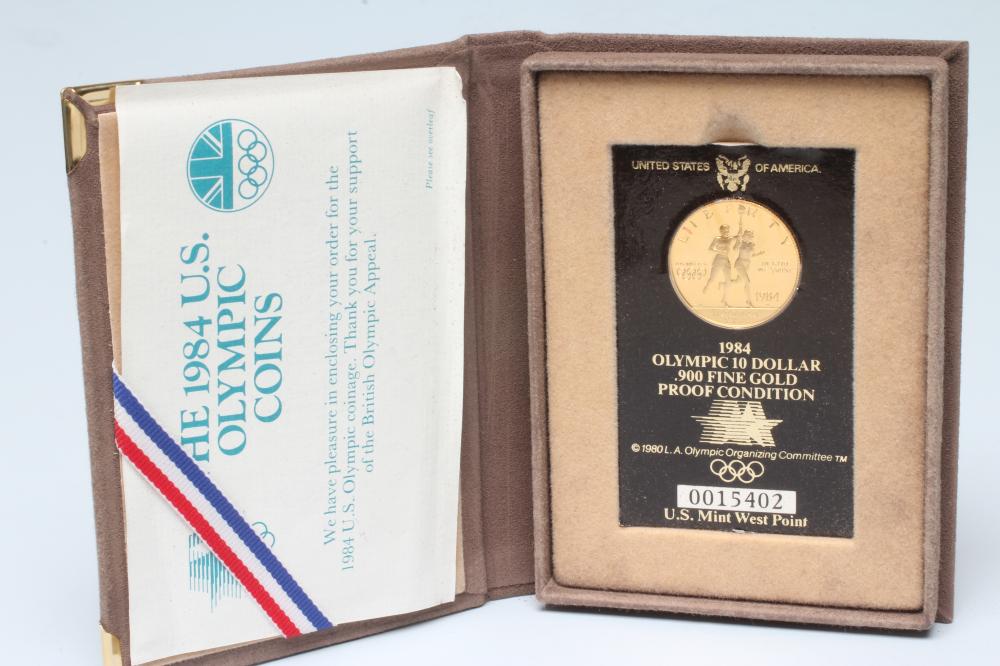 HE 1984 U.S.
OLYMPIC
COINS
We have pleasure in enclosing your order for the
1984 U.S. Olympic coinage. Thank you for your support
of the British Olympic Appeal.
Please see overleaf
UNITED STATES OF AMERICA.
LIBERTY
1984
1984
OLYMPIC 10 DOLLAR
.900 FINE GOLD
PROOF CONDITION
© 1980 L.A. Olympic Organizing Committee TM
0015402
U.S. Mint West Point